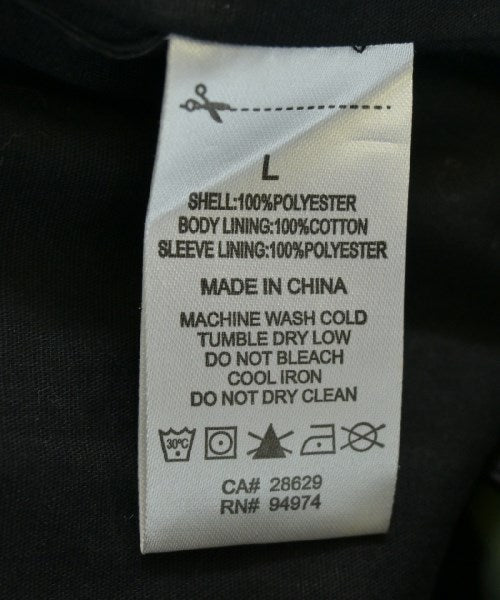 L
SHELL:100%POLYESTER
BODY LINING:100%COTTON
SLEEVE LINING:100%POLYESTER
MADE IN CHINA
MACHINE WASH COLD
TUMBLE DRY LOW
DO NOT BLEACH
COOL IRON
DO NOT DRY CLEAN
30°C
CA# 28629
RN# 94974